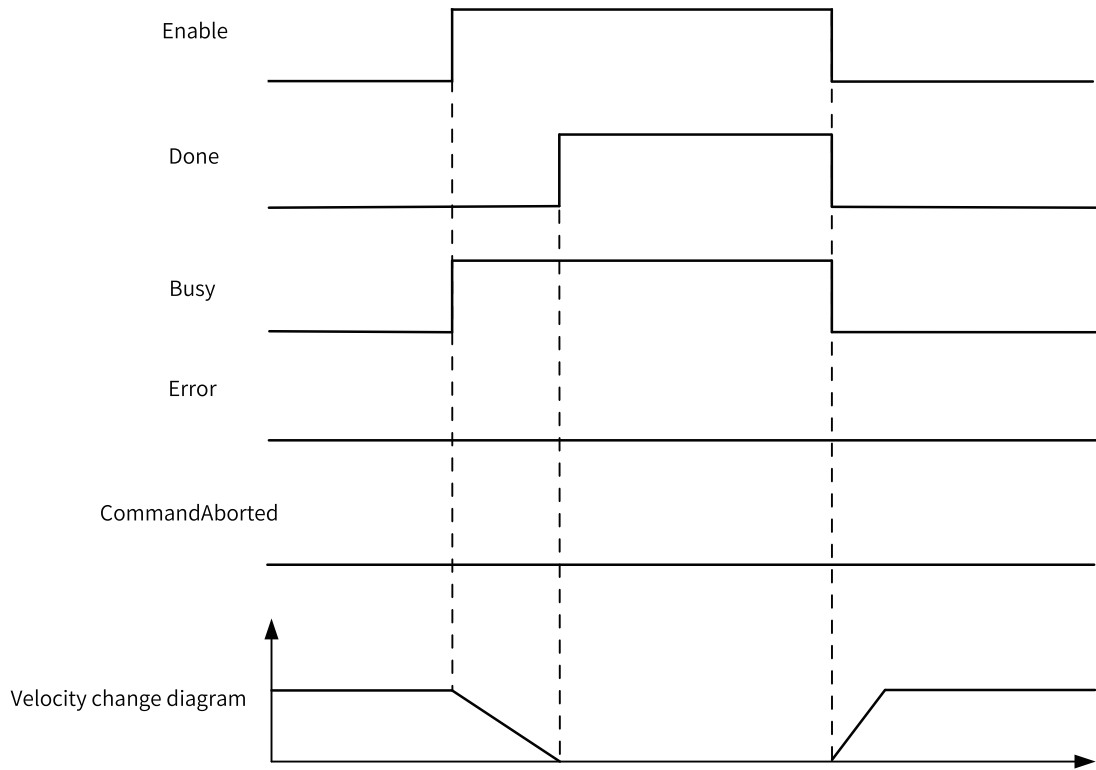 Enable
Done
Busy
Error
CommandAborted
Velocity change diagram